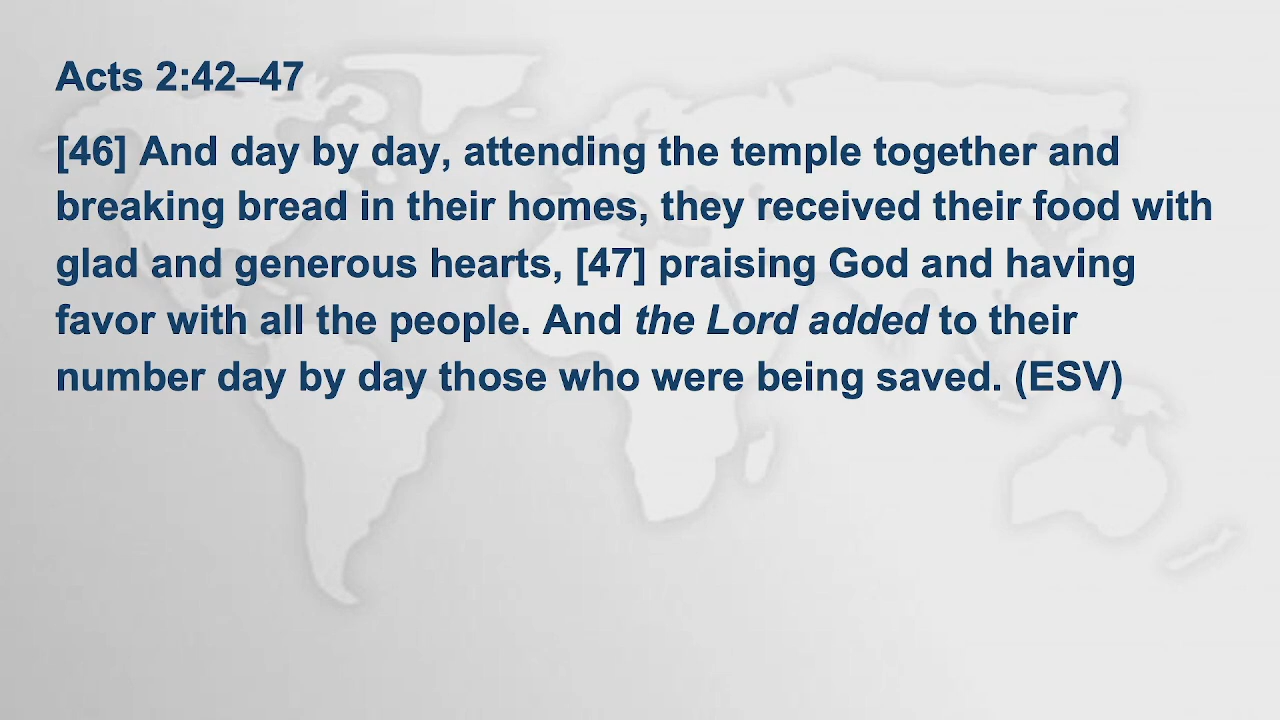 Acts 2:42–47
[46] And day by day, attending the temple together and
breaking bread in their homes, they received their food with
glad and generous hearts, [47] praising God and having
favor with all the people. And the Lord added to their
number day by day those who were being saved. (ESV)